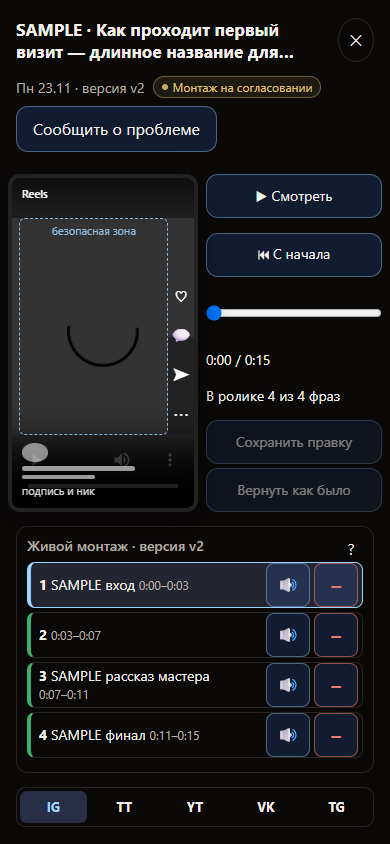 SAMPLE · Как проходит первый
визит — длинное название для…
Пн 23.11 · версия v2
Монтаж на согласовании
Сообщить о проблеме
Reels
безопасная зона
подпись и ник
Смотреть
С начала
0:00 / 0:15
В ролике 4 из 4 фраз
Сохранить правку
Вернуть как было
Живой монтаж · версия v2
?
1 SAMPLE вход 0:00–0:03
2 0:03–0:07
3 SAMPLE рассказ мастера
0:07–0:11
4 SAMPLE финал 0:11–0:15
IG TT YT VK TG